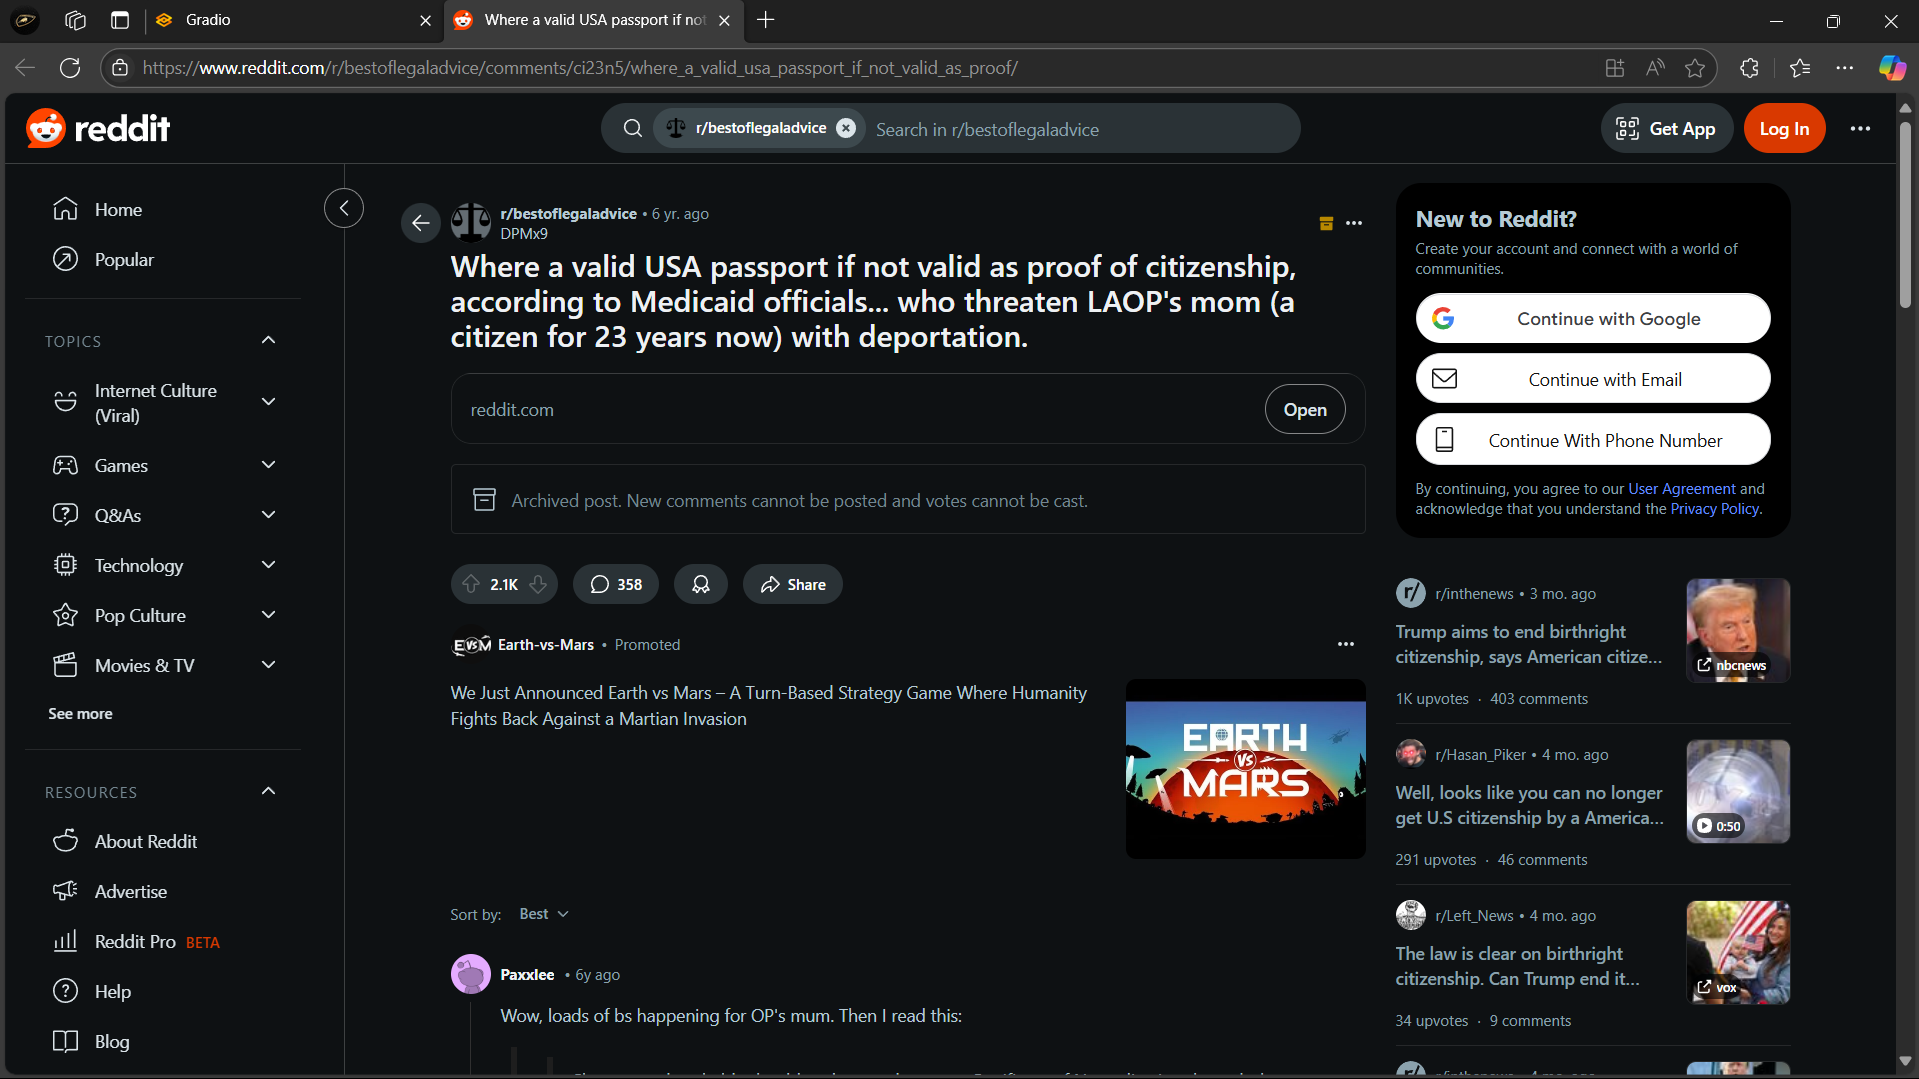 Gradio
Where a valid USA passport if not
https://www.reddit.com/r/bestoflegaladvice/comments/ci23n5/where_a_valid_usa_passport_if_not_valid_as_proof/
reddit
r/bestoflegaladvice
Search in r/bestoflegaladvice
Get App
Log In
Home
Popular
TOPICS
Internet Culture
(Viral)
Games
Q&As
Technology
Pop Culture
Movies & TV
See more
RESOURCES
About Reddit
Advertise
Reddit Pro BETA
Help
Blog
r/bestoflegaladvice • 6 yr. ago
DPMx9
Where a valid USA passport if not valid as proof of citizenship,
according to Medicaid officials... who threaten LAOP's mom (a
citizen for 23 years now) with deportation.
reddit.com
Open
Archived post. New comments cannot be posted and votes cannot be cast.
2.1K
358
Share
EVSM Earth-vs-Mars • Promoted
We Just Announced Earth vs Mars – A Turn-Based Strategy Game Where Humanity
Fights Back Against a Martian Invasion
EARTH
VS
MARS
Sort by: Best
Paxxlee • 6y ago
Wow, loads of bs happening for OP's mum. Then I read this:
New to Reddit?
Create your account and connect with a world of
communities.
Continue with Google
Continue with Email
Continue With Phone Number
By continuing, you agree to our User Agreement and
acknowledge that you understand the Privacy Policy.
r/ r/inthenews • 3 mo. ago
Trump aims to end birthright
citizenship, says American citize...
nbcnews
1K upvotes · 403 comments
r/Hasan_Piker • 4 mo. ago
Well, looks like you can no longer
get U.S citizenship by a America...
0:50
291 upvotes · 46 comments
r/Left_News • 4 mo. ago
The law is clear on birthright
citizenship. Can Trump end it...
vox
34 upvotes · 9 comments